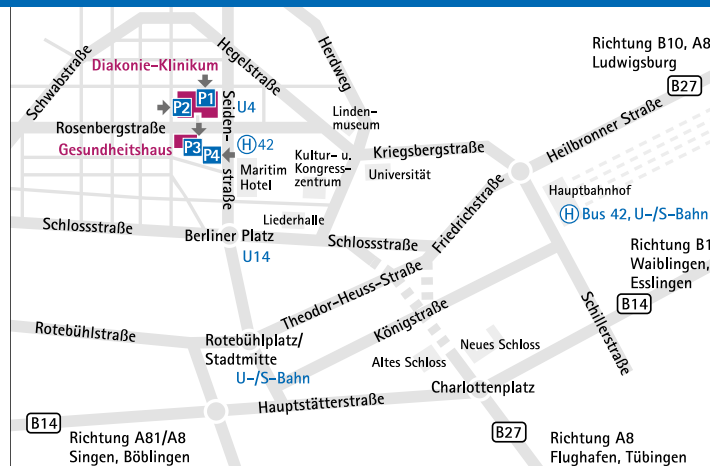 Schwabstraße
Hegelstraße
Herdweg
Richtung B10, A8
Ludwigsburg
B27
Diakonie-Klinikum
P1
P2
Seiden-
straße
U4
Linden-
museum
Heilbronner Straße
Rosenbergstraße
H 42
Gesundheitshaus
P3
P4
Maritim
Hotel
Kultur- u.
Kongress-
zentrum
Kriegsbergstraße
Universität
Hauptbahnhof
H Bus 42, U-/S-Bahn
Friedrichstraße
Liederhalle
Schlossstraße
Berliner Platz
Schlossstraße
U14
Richtung B1
Waiblingen,
Esslingen
B14
Theodor-Heuss-Straße
Schillerstraße
Rotebühlstraße
Rotebühlplatz/
Stadtmitte
U-/S-Bahn
Königstraße
Neues Schloss
Altes Schloss
Charlottenplatz
Hauptstätterstraße
B14
Richtung A81/A8
Singen, Böblingen
B27
Richtung A8
Flughafen, Tübingen